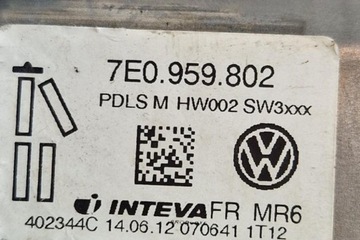 7E0.959.802
PDLS M HW002 SW3xxx
INTEVA FR MR6
402344C 14.06.12 070641 1T12